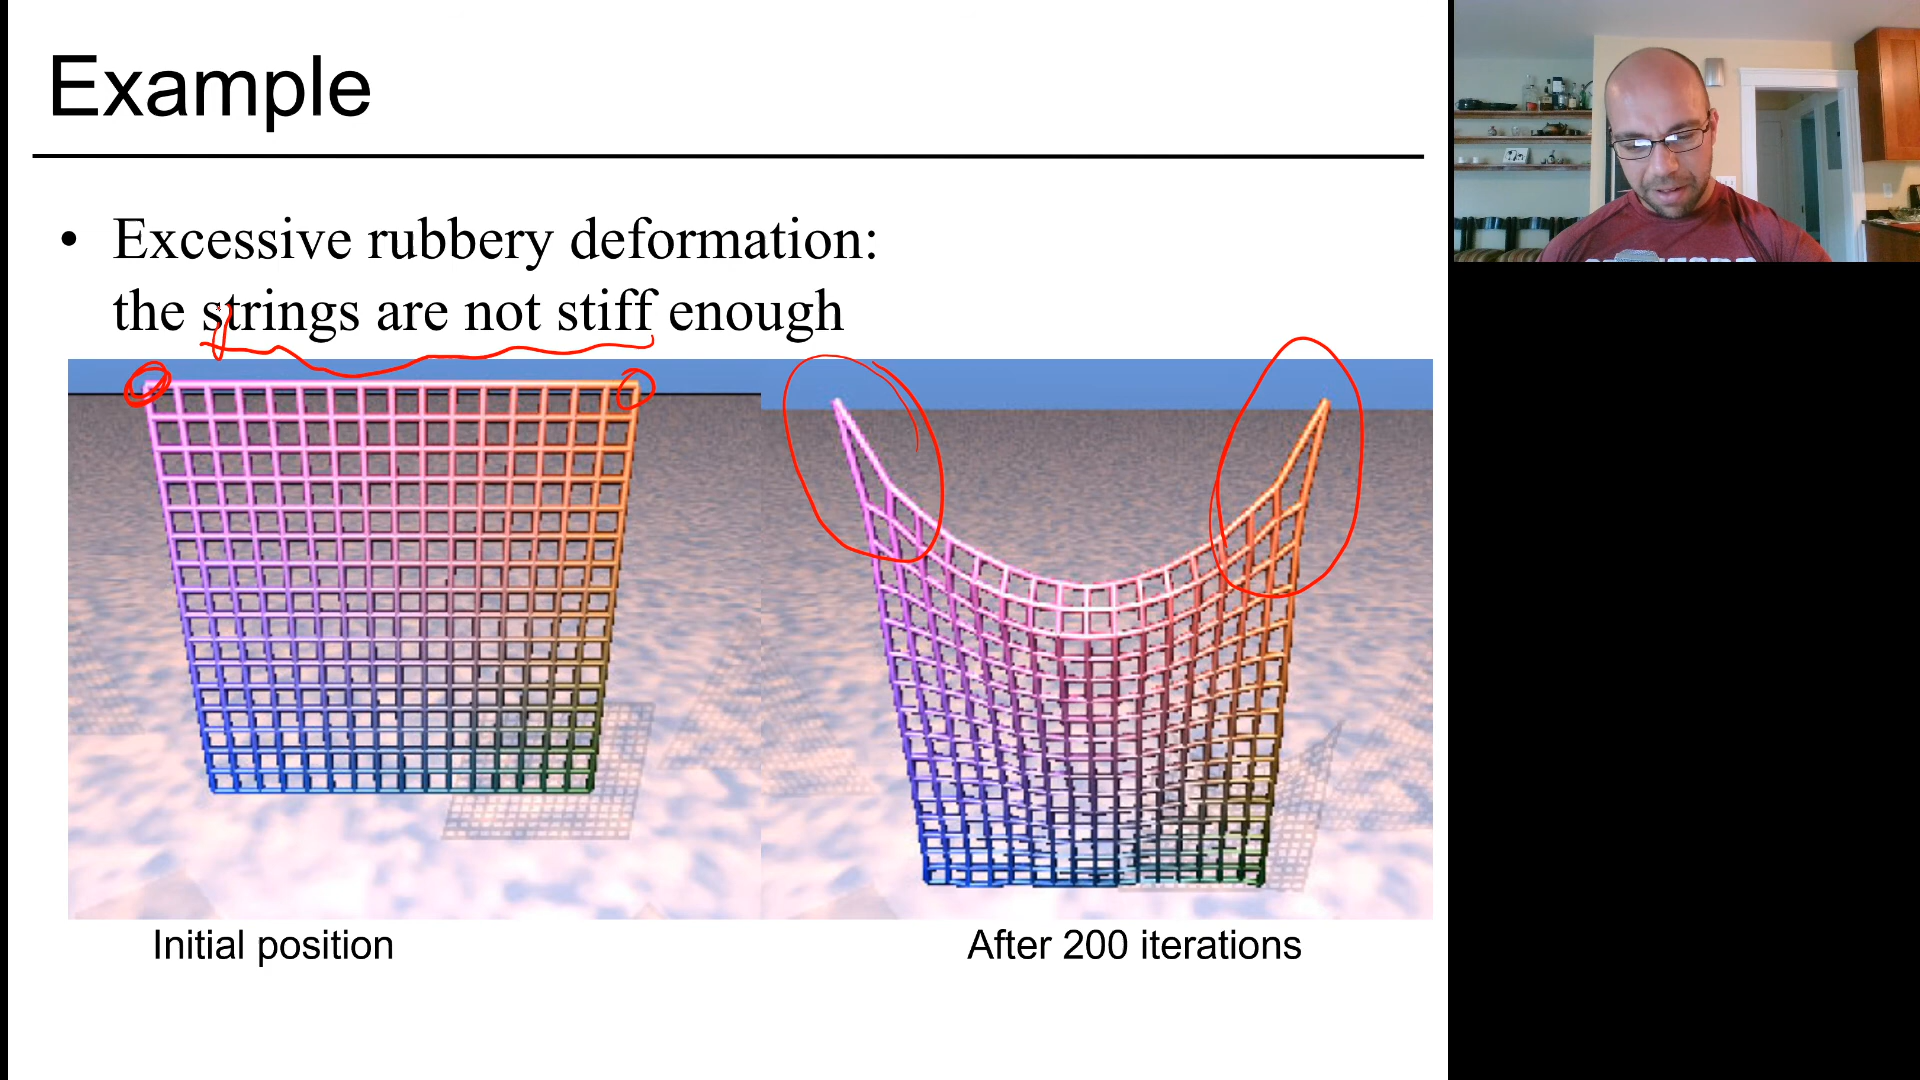 Example
• Excessive rubbery deformation:
the strings are not stiff enough
Initial position
After 200 iterations